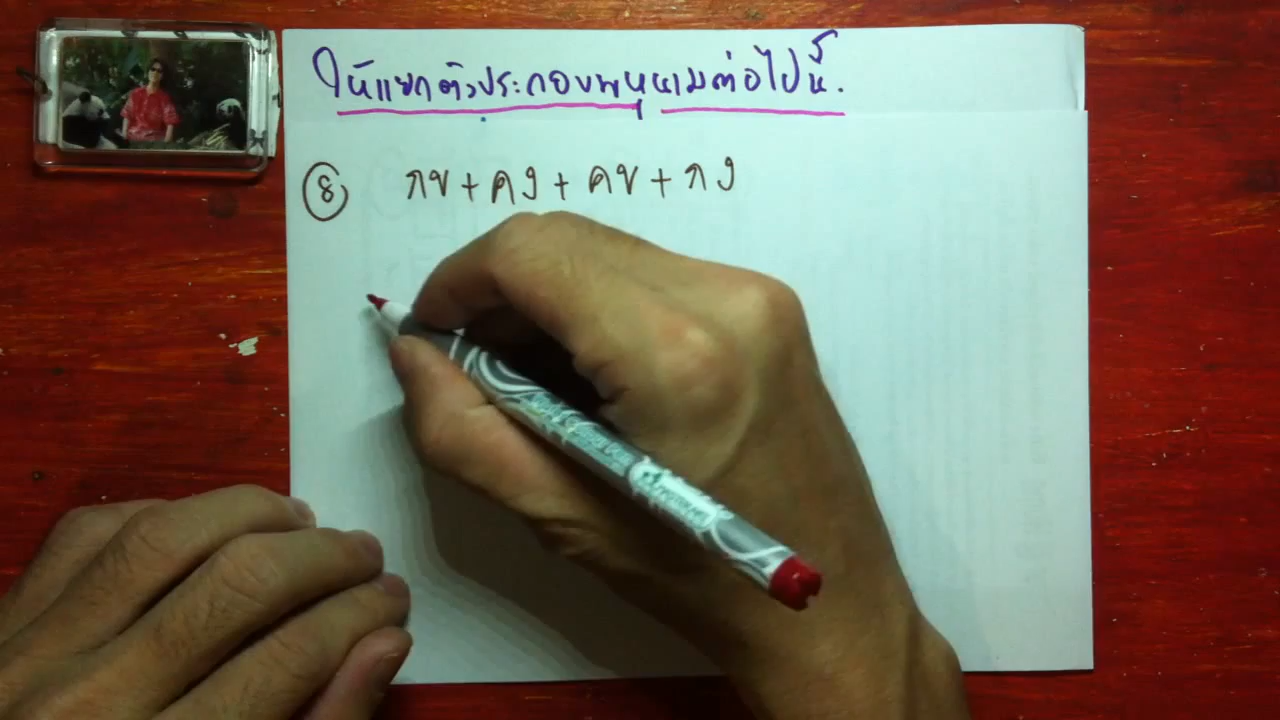 ให้แยกตัวประกอบพหุนามต่อไปนี้.
⑧ กข + คง + คข + กง